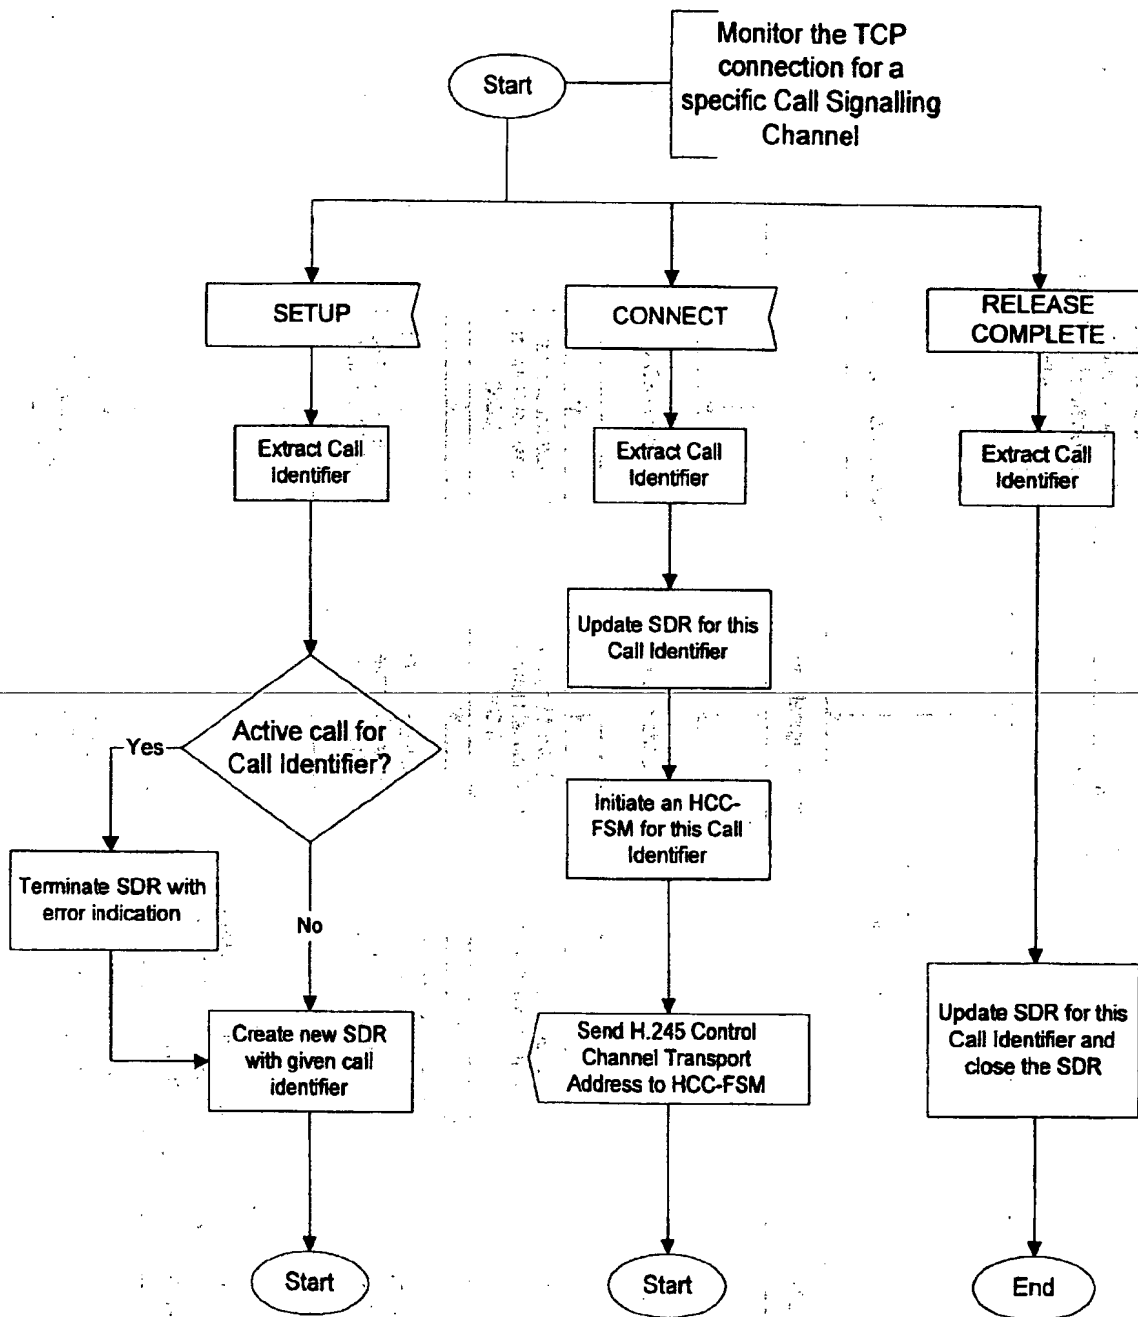 Start
Monitor the TCP
connection for a
specific Call Signalling
Channel
SETUP
CONNECT
RELEASE
COMPLETE
Extract Call
Identifier
Extract Call
Identifier
Extract Call
Identifier
Update SDR for this
Call Identifier
Active call for
Call Identifier?
Yes
No
Initiate an HCC-
FSM for this Call
Identifier
Terminate SDR with
error indication
Create new SDR
with given call
identifier
Send H.245 Control
Channel Transport
Address to HCC-FSM
Update SDR for this
Call Identifier and
close the SDR
Start
Start
End